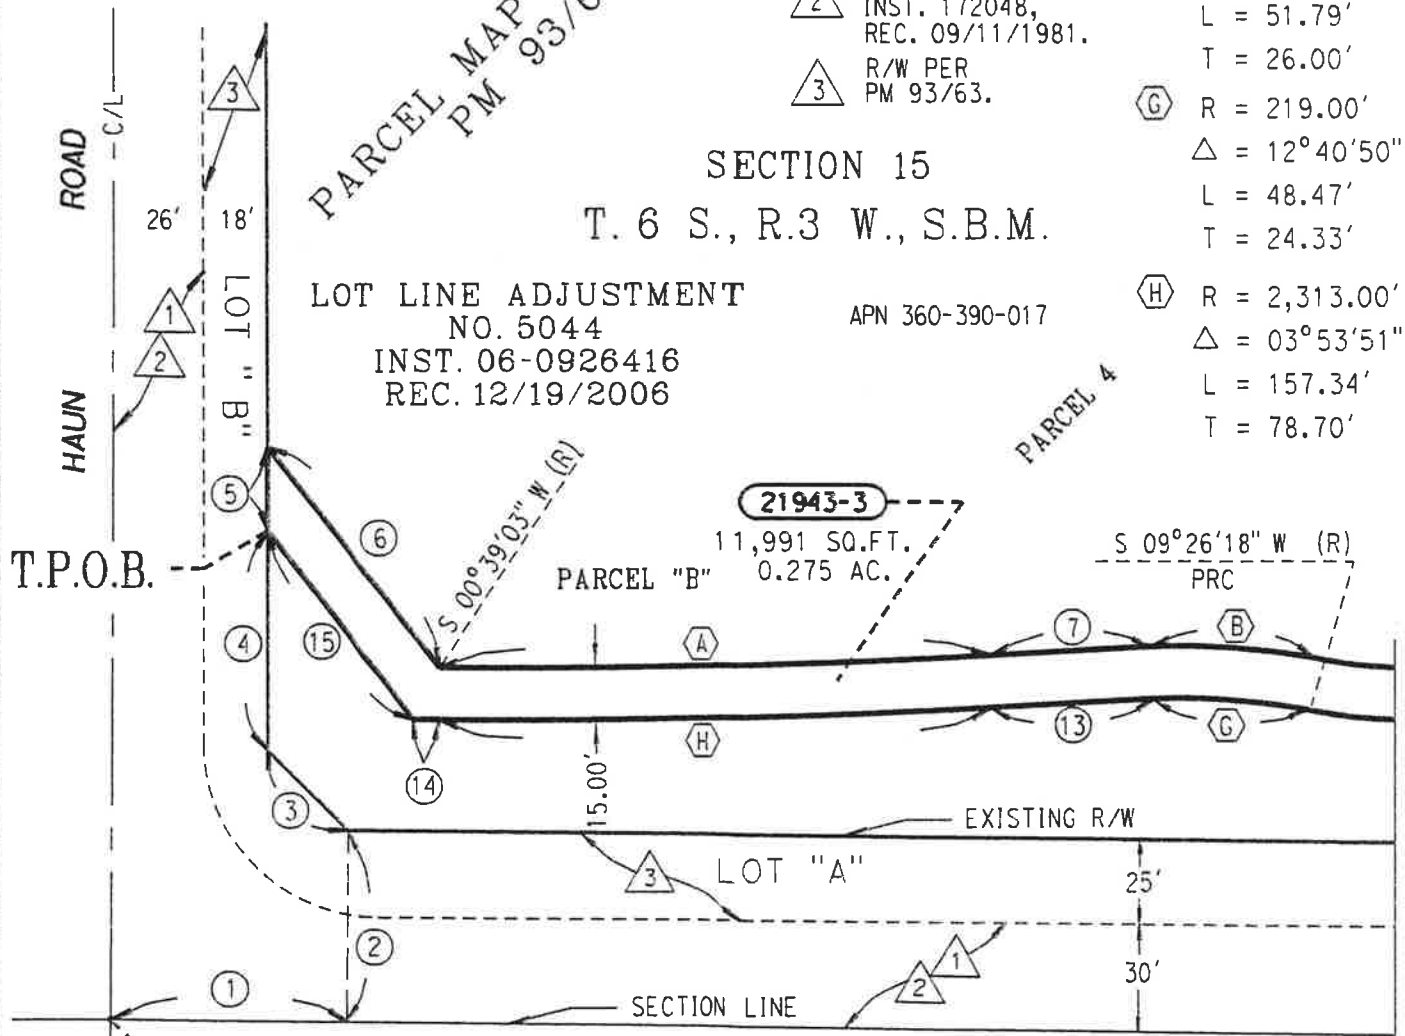 PARCEL MAP
PM 93/6
2 INST. 172048,
REC. 09/11/1981.
3 R/W PER
PM 93/63.
L = 51.79'
T = 26.00'
G R = 219.00'
△ = 12°40'50"
L = 48.47'
T = 24.33'
H R = 2,313.00'
△ = 03°53'51"
L = 157.34'
T = 78.70'
SECTION 15
T. 6 S., R.3 W., S.B.M.
LOT LINE ADJUSTMENT
NO. 5044
INST. 06-0926416
REC. 12/19/2006
APN 360-390-017
PARCEL 4
HAUN ROAD
C/L
3
26' 18'
1
2
LOT "B"
5
6
S 00°39'03" W (R)
21943-3
11,991 SQ.FT.
0.275 AC.
PARCEL "B"
S 09°26'18" W (R)
PRC
T.P.O.B.
4
15
A
7
B
14
H
13
G
15.00'
3
EXISTING R/W
LOT "A"
3
25'
2
1
30'
1
2
SECTION LINE